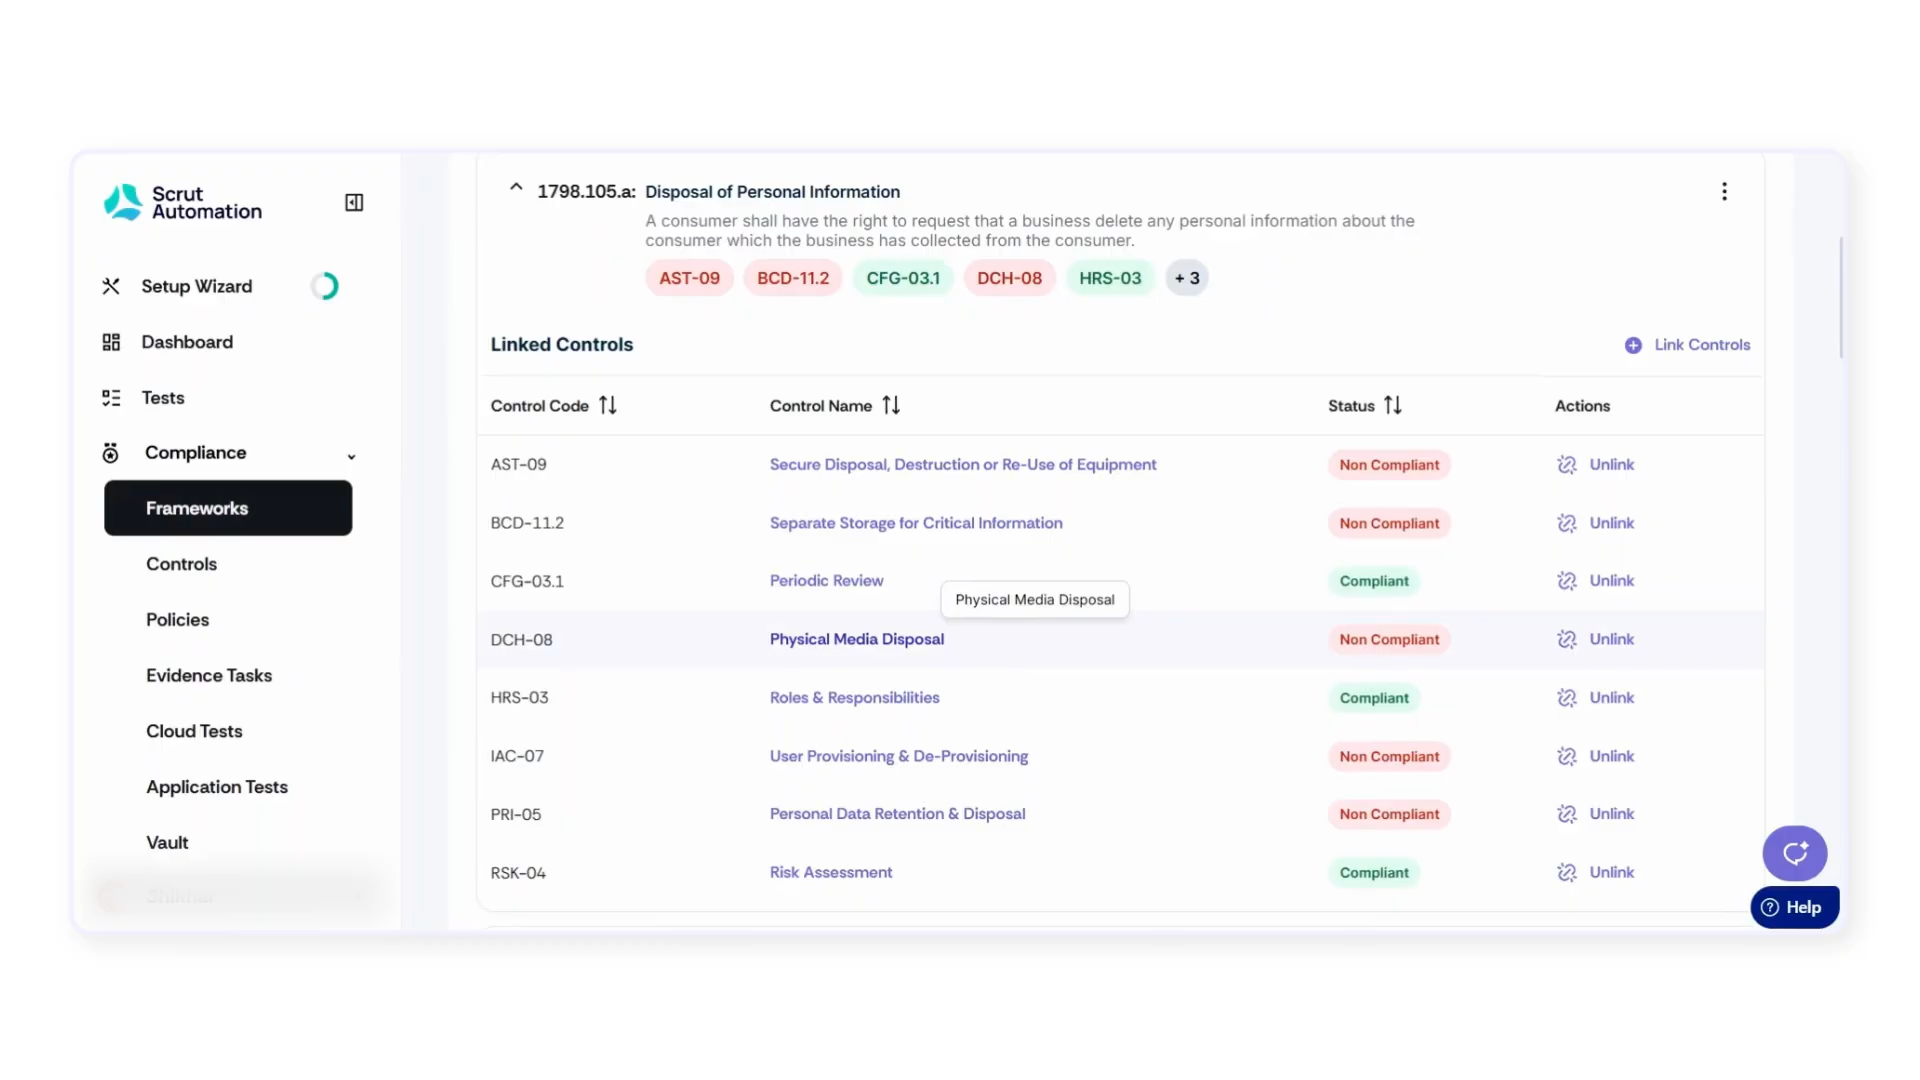 Scrut
Automation
Setup Wizard
Dashboard
Tests
Compliance
Frameworks
Controls
Policies
Evidence Tasks
Cloud Tests
Application Tests
Vault
1798.105.a: Disposal of Personal Information
A consumer shall have the right to request that a business delete any personal information about the
consumer which the business has collected from the consumer.
AST-09 BCD-11.2 CFG-03.1 DCH-08 HRS-03 + 3
Linked Controls Link Controls
Control Code Control Name Status Actions
AST-09 Secure Disposal, Destruction or Re-Use of Equipment Non Compliant Unlink
BCD-11.2 Separate Storage for Critical Information Non Compliant Unlink
CFG-03.1 Periodic Review Compliant Unlink
Physical Media Disposal
DCH-08 Physical Media Disposal Non Compliant Unlink
HRS-03 Roles & Responsibilities Compliant Unlink
IAC-07 User Provisioning & De-Provisioning Non Compliant Unlink
PRI-05 Personal Data Retention & Disposal Non Compliant Unlink
RSK-04 Risk Assessment Compliant Unlink
Help